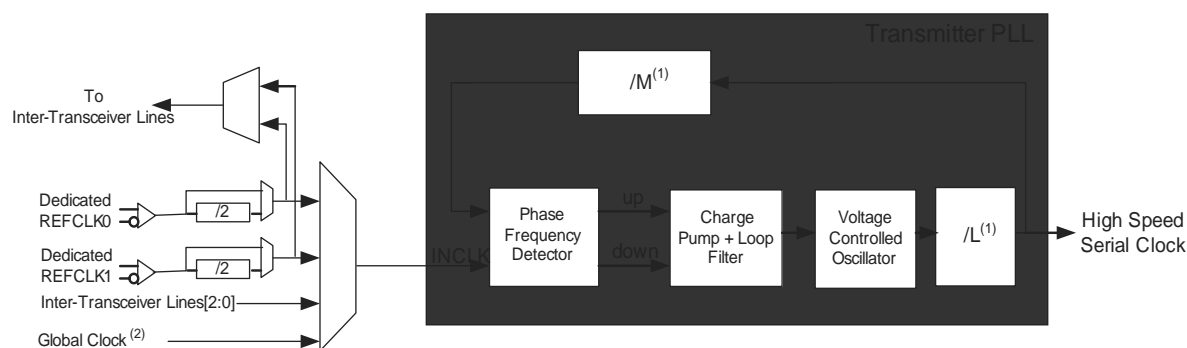 Transmitter PLL
/M(1)
To
Inter-Transceiver Lines
Dedicated
REFCLK0
/2
Dedicated
REFCLK1
/2
Inter-Transceiver Lines[2:0]
Global Clock (2)
INCLK
Phase
Frequency
Detector
up
down
Charge
Pump + Loop
Filter
Voltage
Controlled
Oscillator
/L(1)
High Speed
Serial Clock